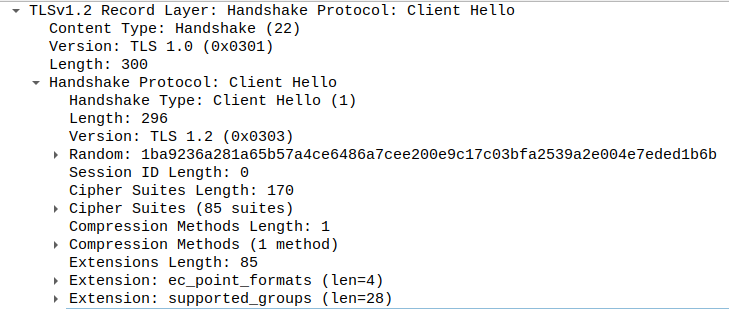 TLSv1.2 Record Layer: Handshake Protocol: Client Hello
Content Type: Handshake (22)
Version: TLS 1.0 (0x0301)
Length: 300
Handshake Protocol: Client Hello
Handshake Type: Client Hello (1)
Length: 296
Version: TLS 1.2 (0x0303)
Random: 1ba9236a281a65b57a4ce6486a7cee200e9c17c03bfa2539a2e004e7eded1b6b
Session ID Length: 0
Cipher Suites Length: 170
Cipher Suites (85 suites)
Compression Methods Length: 1
Compression Methods (1 method)
Extensions Length: 85
Extension: ec_point_formats (len=4)
Extension: supported_groups (len=28)